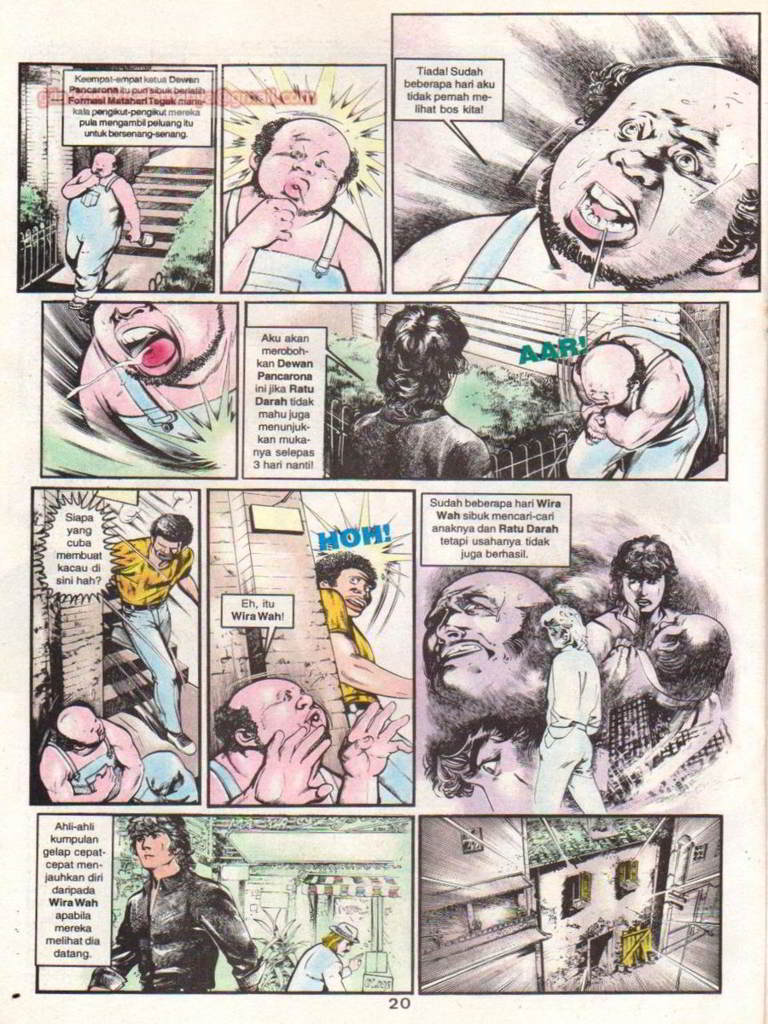 Keempat-empat ketua Dewan
Pancarona itu pun sibuk berlatih
Formasi Matahari Tegak mana-
kala pengikut-pengikut mereka
pula mengambil peluang itu
untuk bersenang-senang.
Tiada! Sudah
beberapa hari aku
tidak pernah me-
lihat bos kita!
Aku akan
meroboh-
kan Dewan
Pancarona
ini jika Ratu
Darah tidak
mahu juga
menunjuk-
kan muka-
nya selepas
3 hari nanti!
AAR!
Siapa
yang
cuba
membuat
kacau di
sini hah?
HOH!
Eh, itu
Wira Wah!
Sudah beberapa hari Wira
Wah sibuk mencari-cari
anaknya dan Ratu Darah
tetapi usahanya tidak
juga berhasil.
Ahli-ahli
kumpulan
gelap cepat-
cepat men-
jauhkan diri
daripada
Wira Wah
apabila
mereka
melihat dia
datang.
20